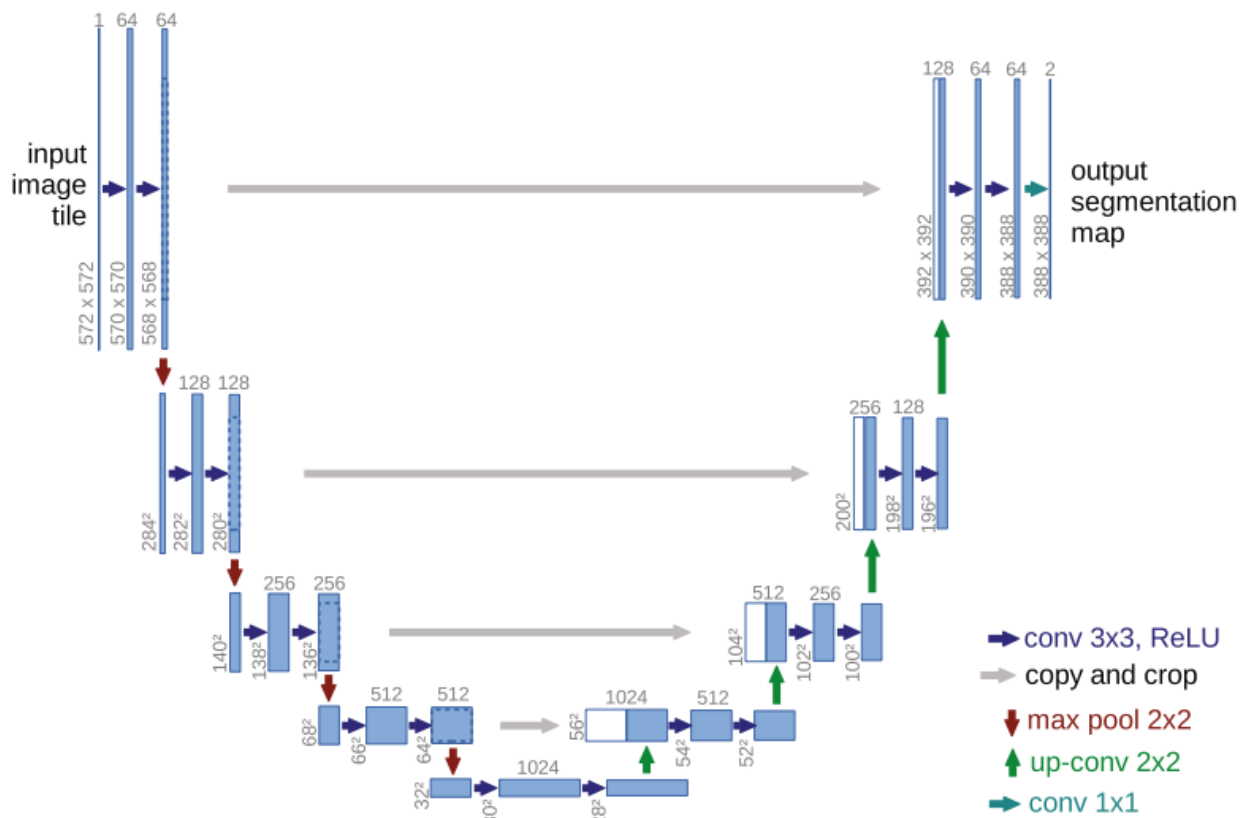 1 64 64
128 64 64 2
input
image
tile
output
segmentation
map
572 x 572
570 x 570
568 x 568
392 x 392
390 x 390
388 x 388
388 x 388
128 128
256 128
284²
282²
280²
200²
198²
196²
256 256
512 256
140²
138²
136²
104²
102²
100²
512 512
1024 512
68²
66²
64²
56²
54²
52²
1024
32²
conv 3x3, ReLU
copy and crop
max pool 2x2
up-conv 2x2
conv 1x1